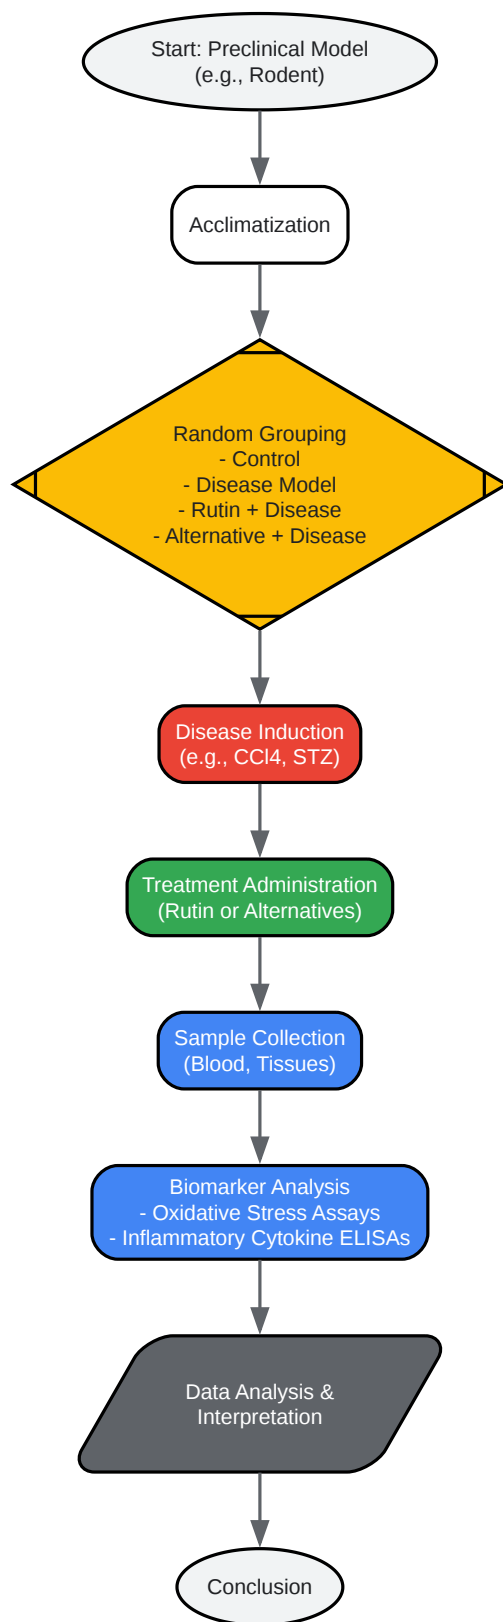 Start: Preclinical Model
(e.g., Rodent)
Acclimatization
Random Grouping
- Control
- Disease Model
- Rutin + Disease
- Alternative + Disease
Disease Induction
(e.g., CCl4, STZ)
Treatment Administration
(Rutin or Alternatives)
Sample Collection
(Blood, Tissues)
Biomarker Analysis
- Oxidative Stress Assays
- Inflammatory Cytokine ELISAs
Data Analysis &
Interpretation
Conclusion